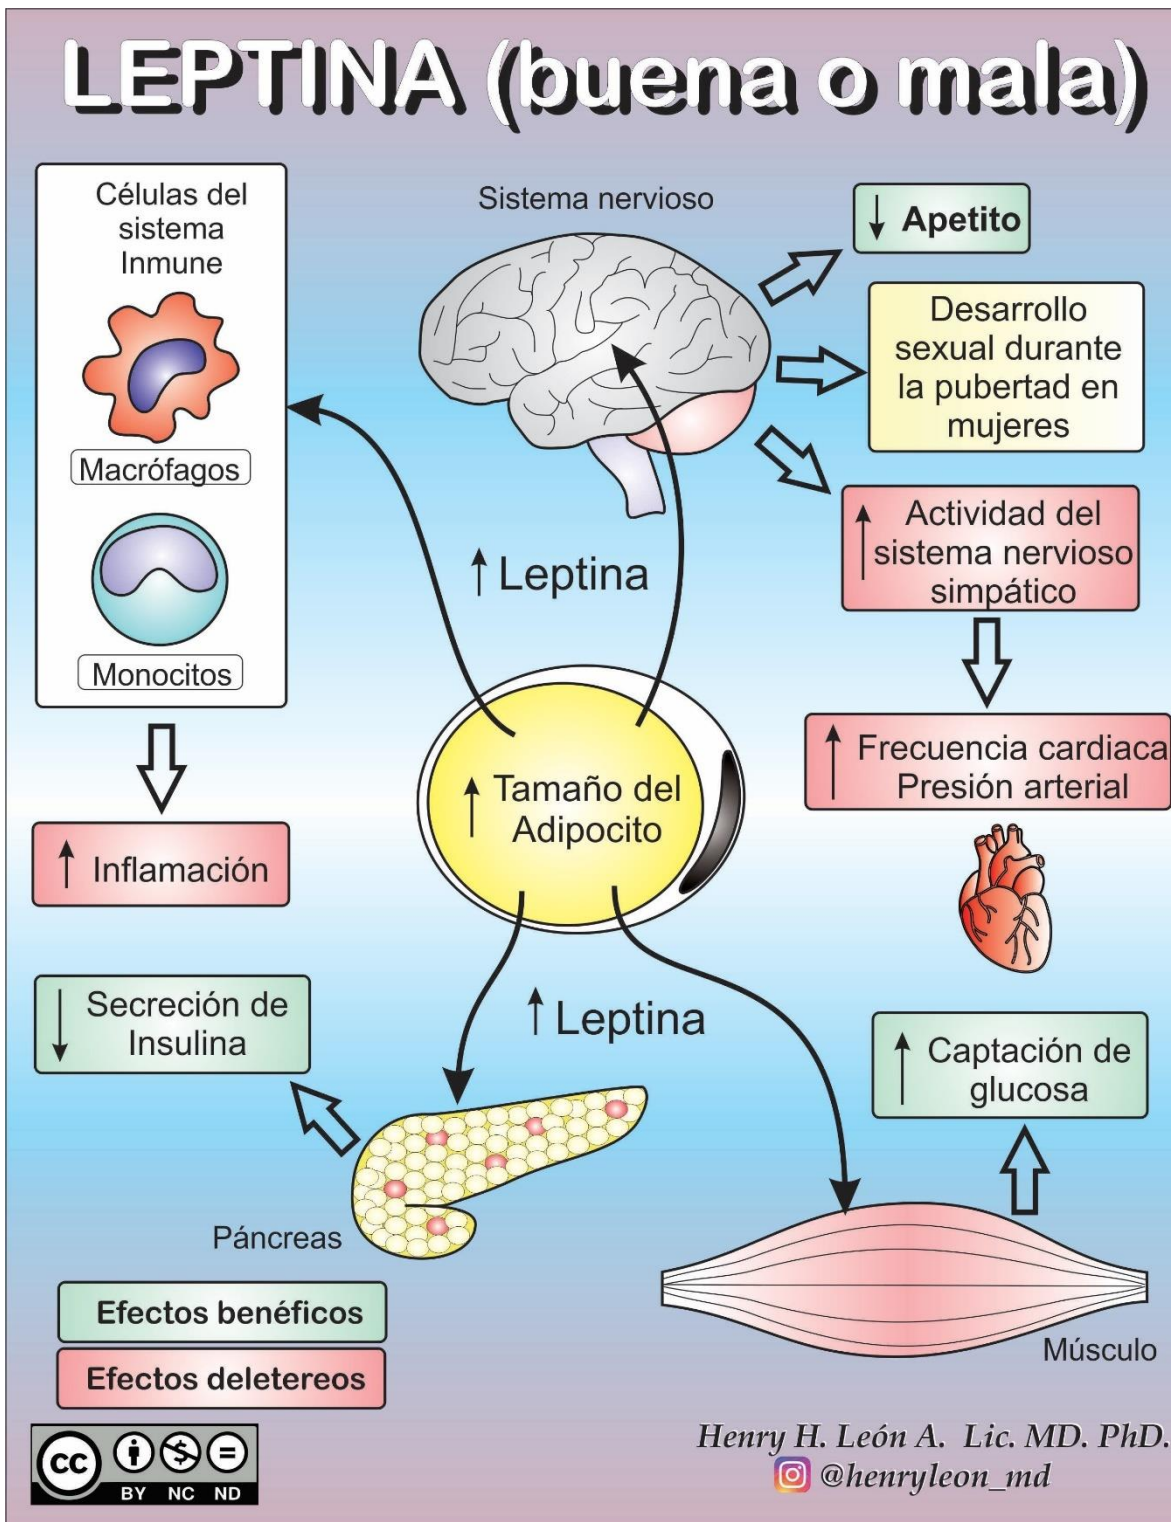 LEPTINA (buena o mala)
Células del
sistema
Inmune
Macrófagos
Monocitos
↑ Inflamación
Sistema nervioso
↓ Apetito
Desarrollo
sexual durante
la pubertad en
mujeres
↑ Actividad del
sistema nervioso
simpático
↑ Frecuencia cardiaca
Presión arterial
↑ Leptina
↑ Tamaño del
Adipocito
↑ Leptina
↓ Secreción de
Insulina
Páncreas
↑ Captación de
glucosa
Músculo
Efectos benéficos
Efectos deletereos
cc
BY NC ND
Henry H. León A. Lic. MD. PhD.
@henryleon_md